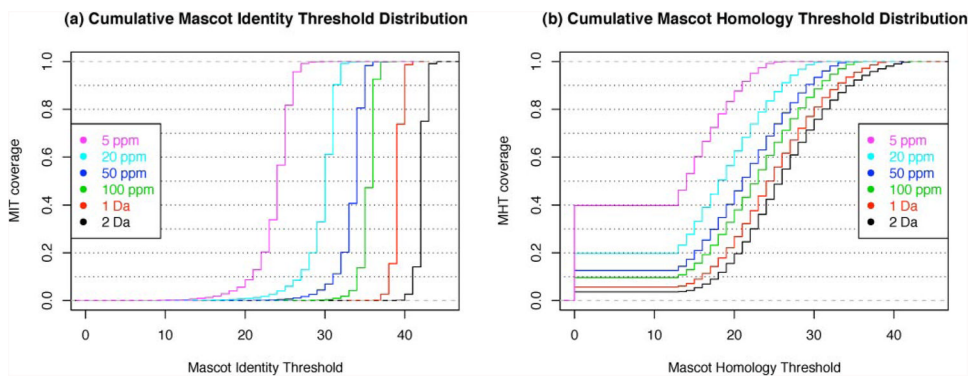 (a) Cumulative Mascot Identity Threshold Distribution
MIT coverage
1.0
0.8
0.6
0.4
0.2
0.0
5 ppm
20 ppm
50 ppm
100 ppm
1 Da
2 Da
0 10 20 30 40
Mascot Identity Threshold
(b) Cumulative Mascot Homology Threshold Distribution
MHT coverage
1.0
0.8
0.6
0.4
0.2
0.0
5 ppm
20 ppm
50 ppm
100 ppm
1 Da
2 Da
0 10 20 30 40
Mascot Homology Threshold